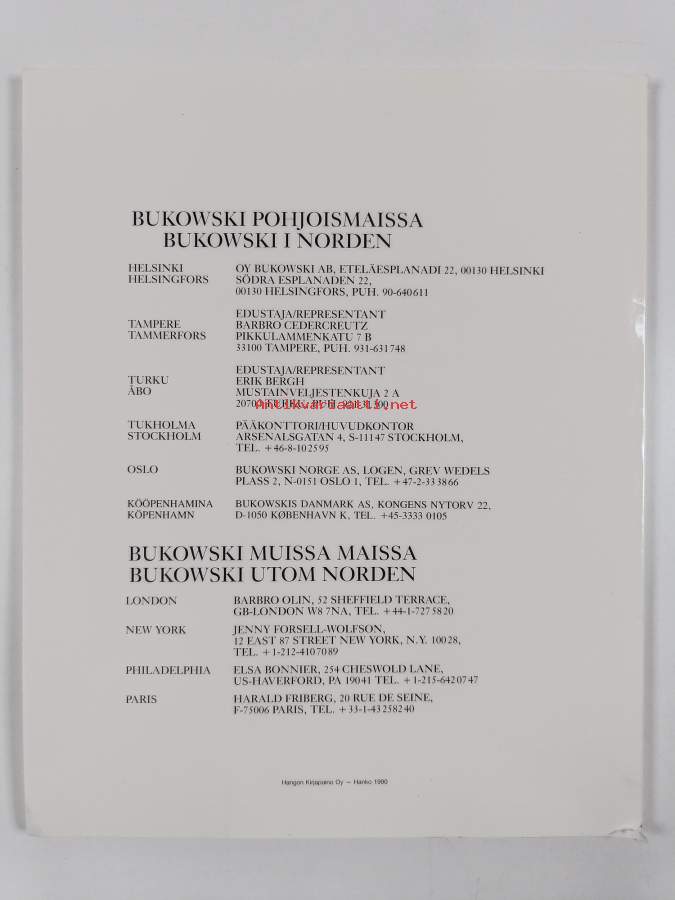 BUKOWSKI POHJOISMAISSA
BUKOWSKI I NORDEN
HELSINKI OY BUKOWSKI AB, ETELÄESPLANADI 22, 00130 HELSINKI
HELSINGFORS SÖDRA ESPLANADEN 22,
00130 HELSINGFORS, PUH. 90-640611
EDUSTAJA/REPRESENTANT
TAMPERE BARBRO CEDERCREUTZ
TAMMERFORS PIKKULAMMENKATU 7 B
33100 TAMPERE, PUH. 931-631748
EDUSTAJA/REPRESENTANT
TURKU ERIK BERGH
ÅBO MUSTAINVELJESTENKUJA 2 A
Antikvariaatti.net
TUKHOLMA PÄÄKONTTORI/HUVUDKONTOR
STOCKHOLM ARSENALSGATAN 4, S-11147 STOCKHOLM,
TEL. +46-8-102595
OSLO BUKOWSKI NORGE AS, LOGEN, GREV WEDELS
PLASS 2, N-0151 OSLO 1, TEL. +47-2-333866
KÖÖPENHAMINA BUKOWSKIS DANMARK AS, KONGENS NYTORV 22,
KÖPENHAMN D-1050 KØBENHAVN K, TEL. +45-3333 0105
BUKOWSKI MUISSA MAISSA
BUKOWSKI UTOM NORDEN
LONDON BARBRO OLIN, 52 SHEFFIELD TERRACE,
GB-LONDON W8 7NA, TEL. +44-1-7275820
NEW YORK JENNY FORSELL-WOLFSON,
12 EAST 87 STREET NEW YORK, N.Y. 10028,
TEL. +1-212-4107089
PHILADELPHIA ELSA BONNIER, 254 CHESWOLD LANE,
US-HAVERFORD, PA 19041 TEL. +1-215-6420747
PARIS HARALD FRIBERG, 20 RUE DE SEINE,
F-75006 PARIS, TEL. +33-1-43258240
Hangon Kirjapaino Oy — Hanko 1990